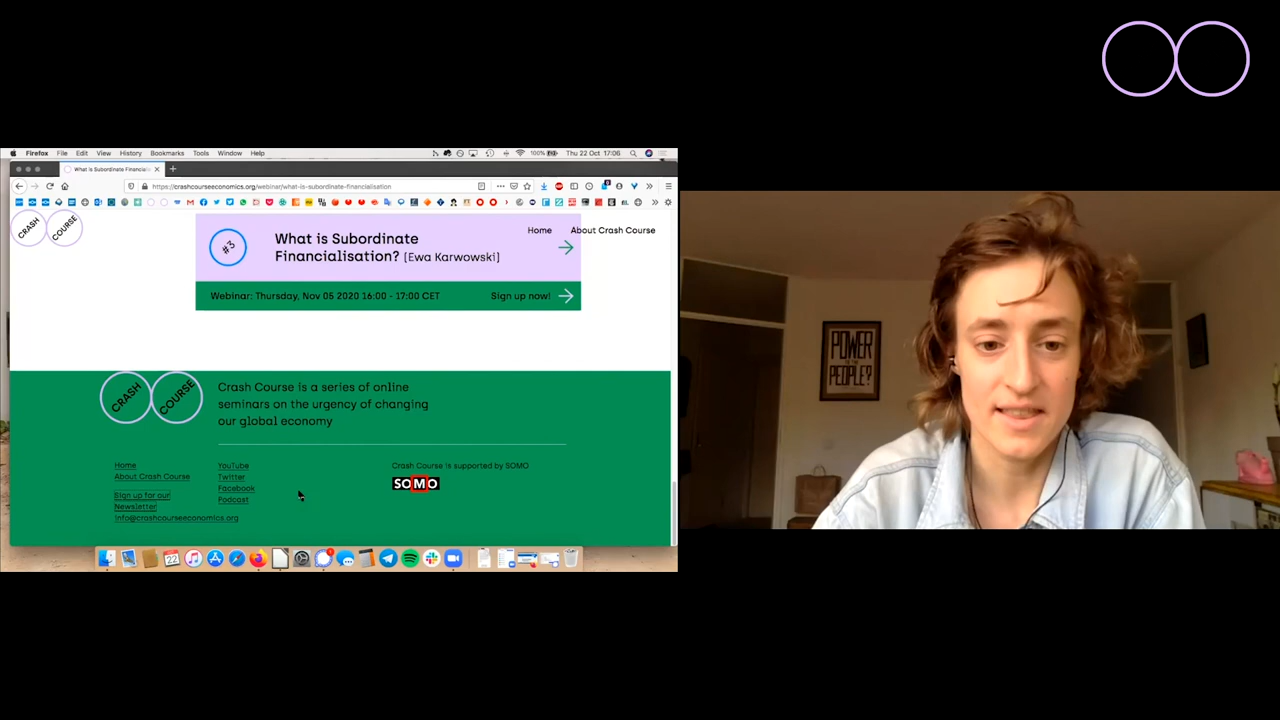 Firefox File Edit View History Bookmarks Tools Window Help
100% Thu 22 Oct 17:06
What is Subordinate Financialis
https://crashcourseeconomics.org/webinar/what-is-subordinate-financialisation
CRASH COURSE
Home About Crash Course
#3
What is Subordinate
Financialisation? [Ewa Karwowski]
Webinar: Thursday, Nov 05 2020 16:00 - 17:00 CET Sign up now!
CRASH COURSE
Crash Course is a series of online
seminars on the urgency of changing
our global economy
Home
About Crash Course
Sign up for our
Newsletter
info@crashcourseeconomics.org
YouTube
Twitter
Facebook
Podcast
Crash Course is supported by SOMO
SOMO
22
POWER
TO THE
PEOPLE?